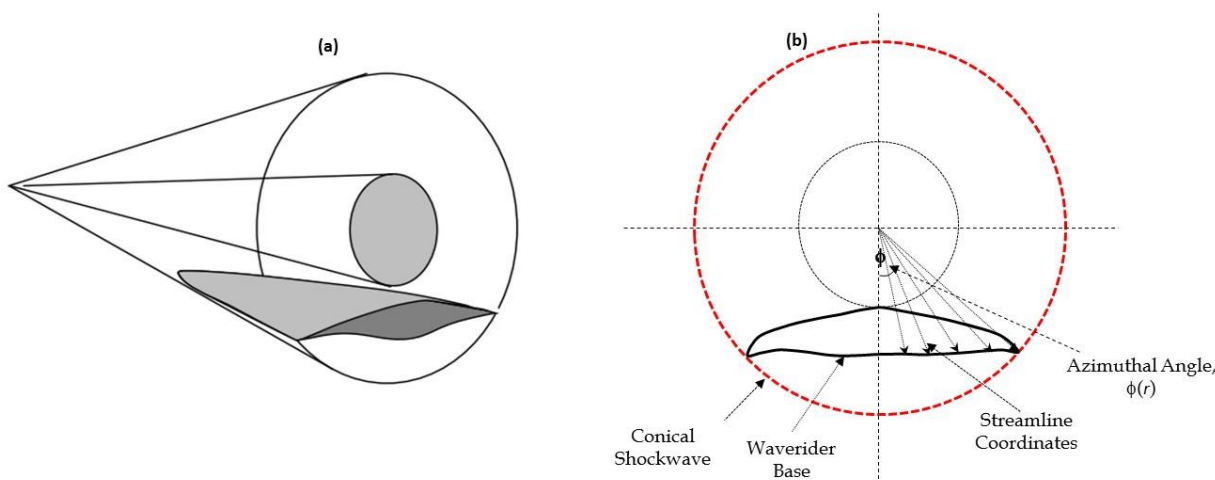 (a)
(b)
ϕ
Azimuthal Angle,
ϕ(r)
Streamline
Coordinates
Conical
Shockwave
Waverider
Base